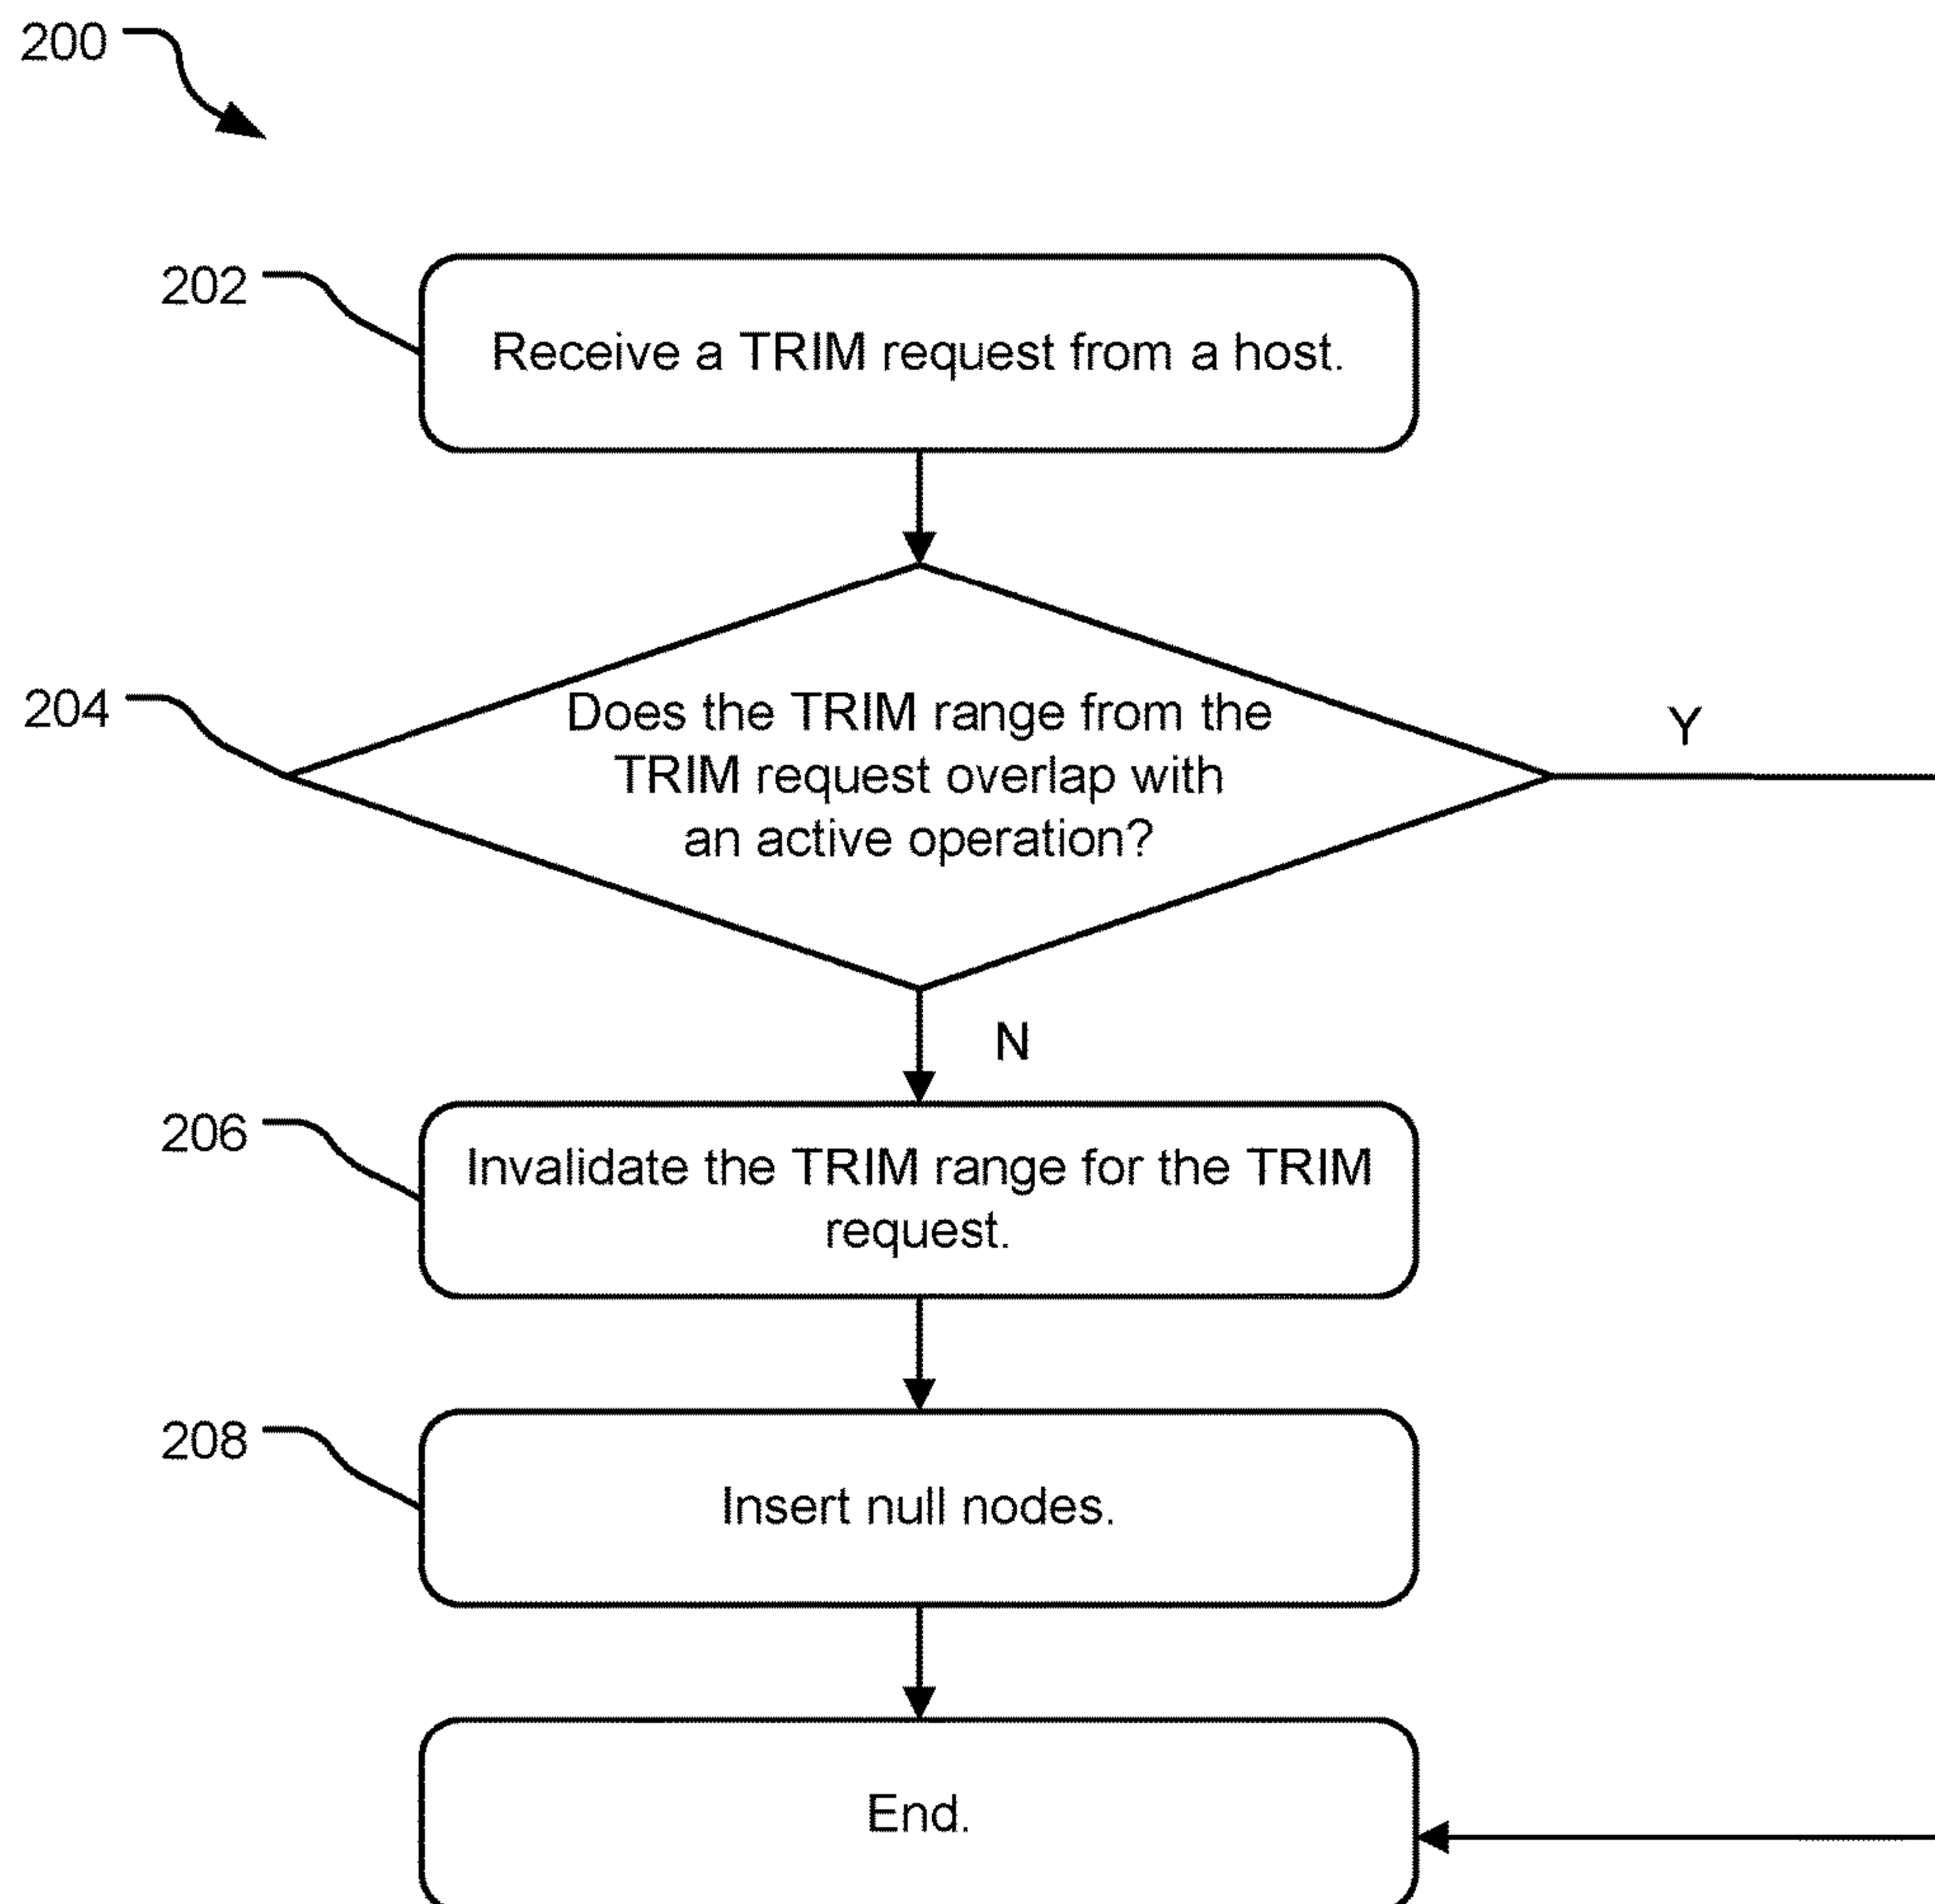 200
202
Receive a TRIM request from a host.
204
Does the TRIM range from the
TRIM request overlap with
an active operation?
Y
N
206
Invalidate the TRIM range for the TRIM
request.
208
Insert null nodes.
End.